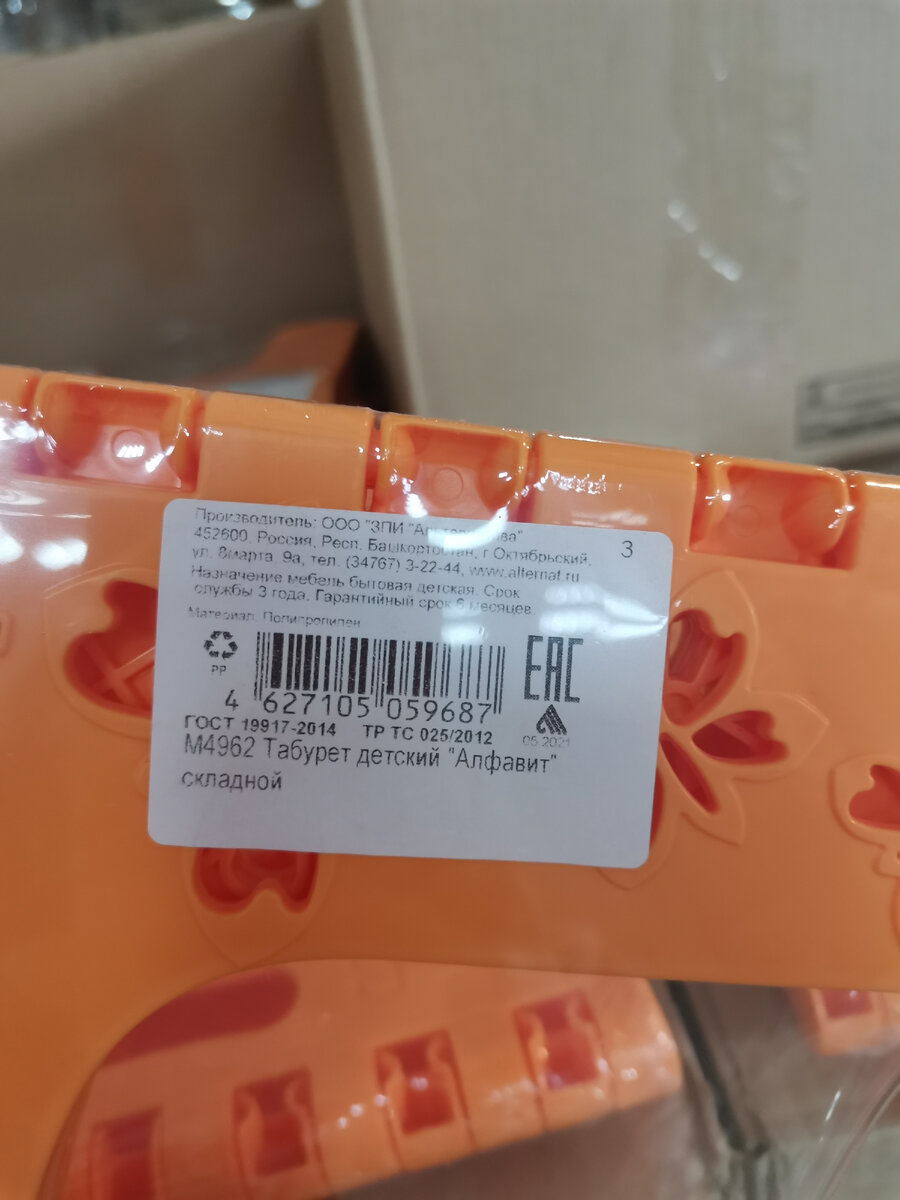 Производитель: ООО "ЗПИ "Альтернатива"
3
452600, Россия, Респ. Башкортостан, г.Октябрьский,
ул. 8марта, 9а, тел. (34767) 3-22-44, www.alternat.ru
Назначение мебель бытовая детская. Срок
службы 3 года. Гарантийный срок 6 месяцев.
Материал: Полипропилен
PP
EAC
4 627105 059687
ГОСТ 19917-2014 ТР ТС 025/2012
05.2021
М4962 Табурет детский "Алфавит"
складной